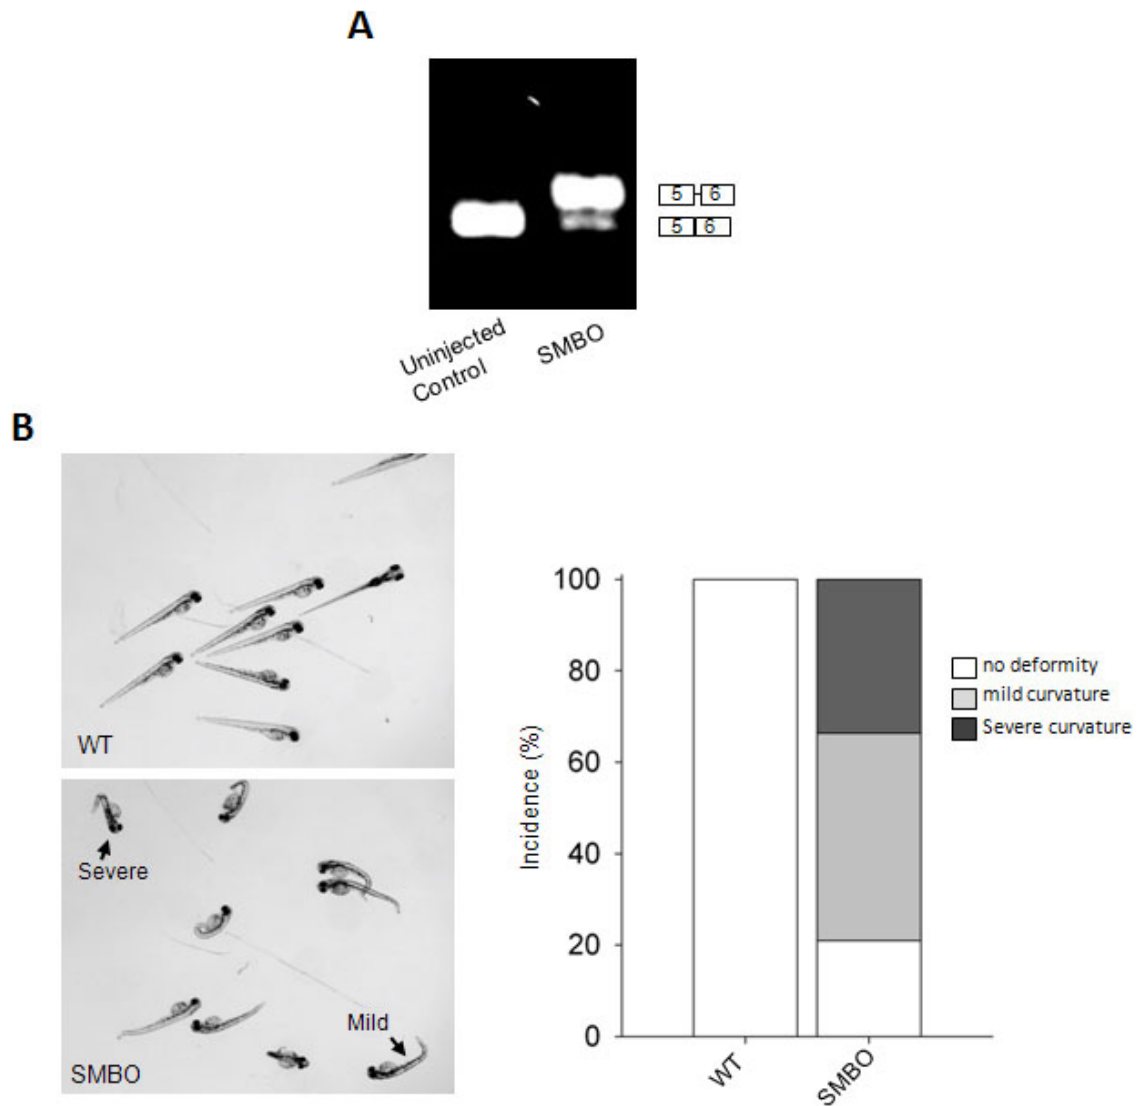 A
5 6
5 6
Uninjected
Control
SMBO
B
WT
Severe
Mild
SMBO
Incidence (%)
100
80
60
40
20
0
WT
SMBO
no deformity
mild curvature
Severe curvature